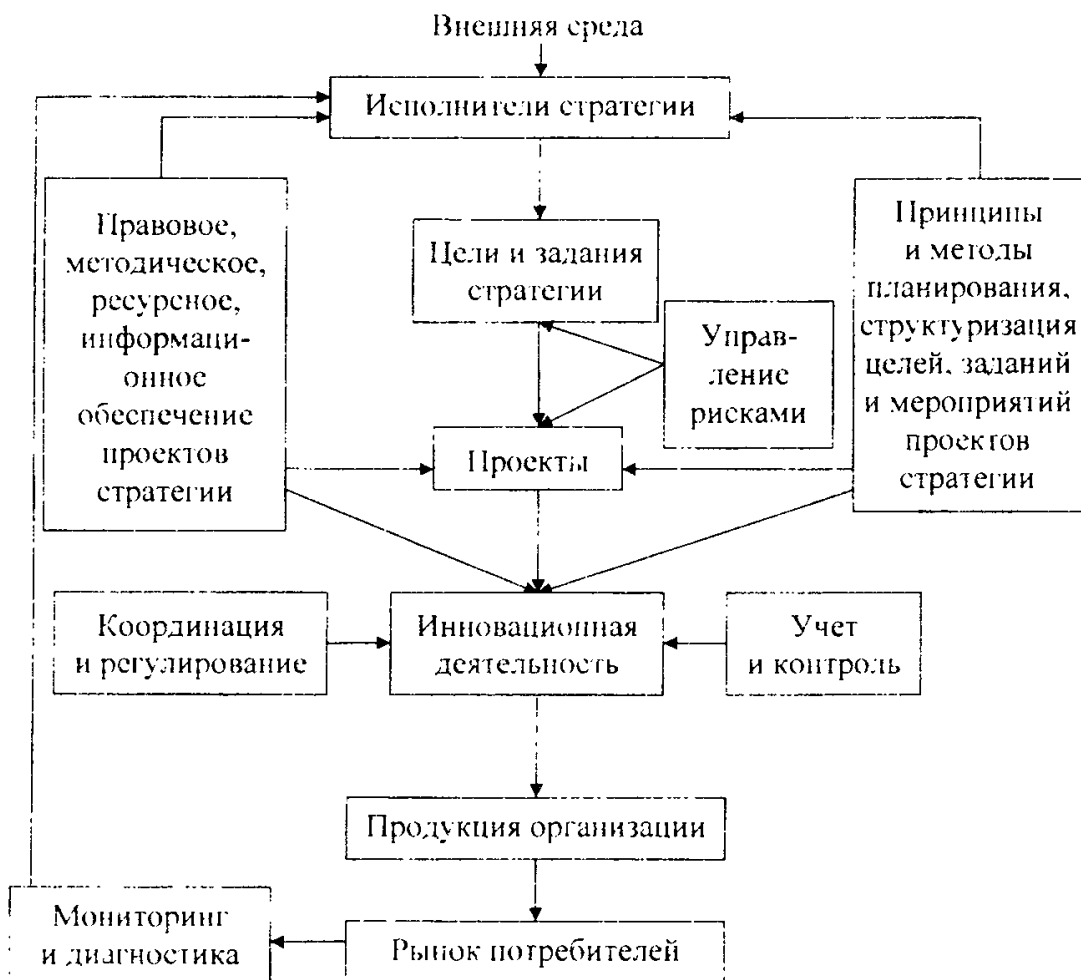 Внешняя среда
Исполнители стратегии
Правовое,
методическое,
ресурсное,
информаци-
онное
обеспечение
проектов
стратегии
Цели и задания
стратегии
Управ-
ление
рисками
Принципы
и методы
планирования,
структуризация
целей, заданий
и мероприятий
проектов
стратегии
Проекты
Координация
и регулирование
Инновационная
деятельность
Учет
и контроль
Продукция организации
Мониторинг
и диагностика
Рынок потребителей